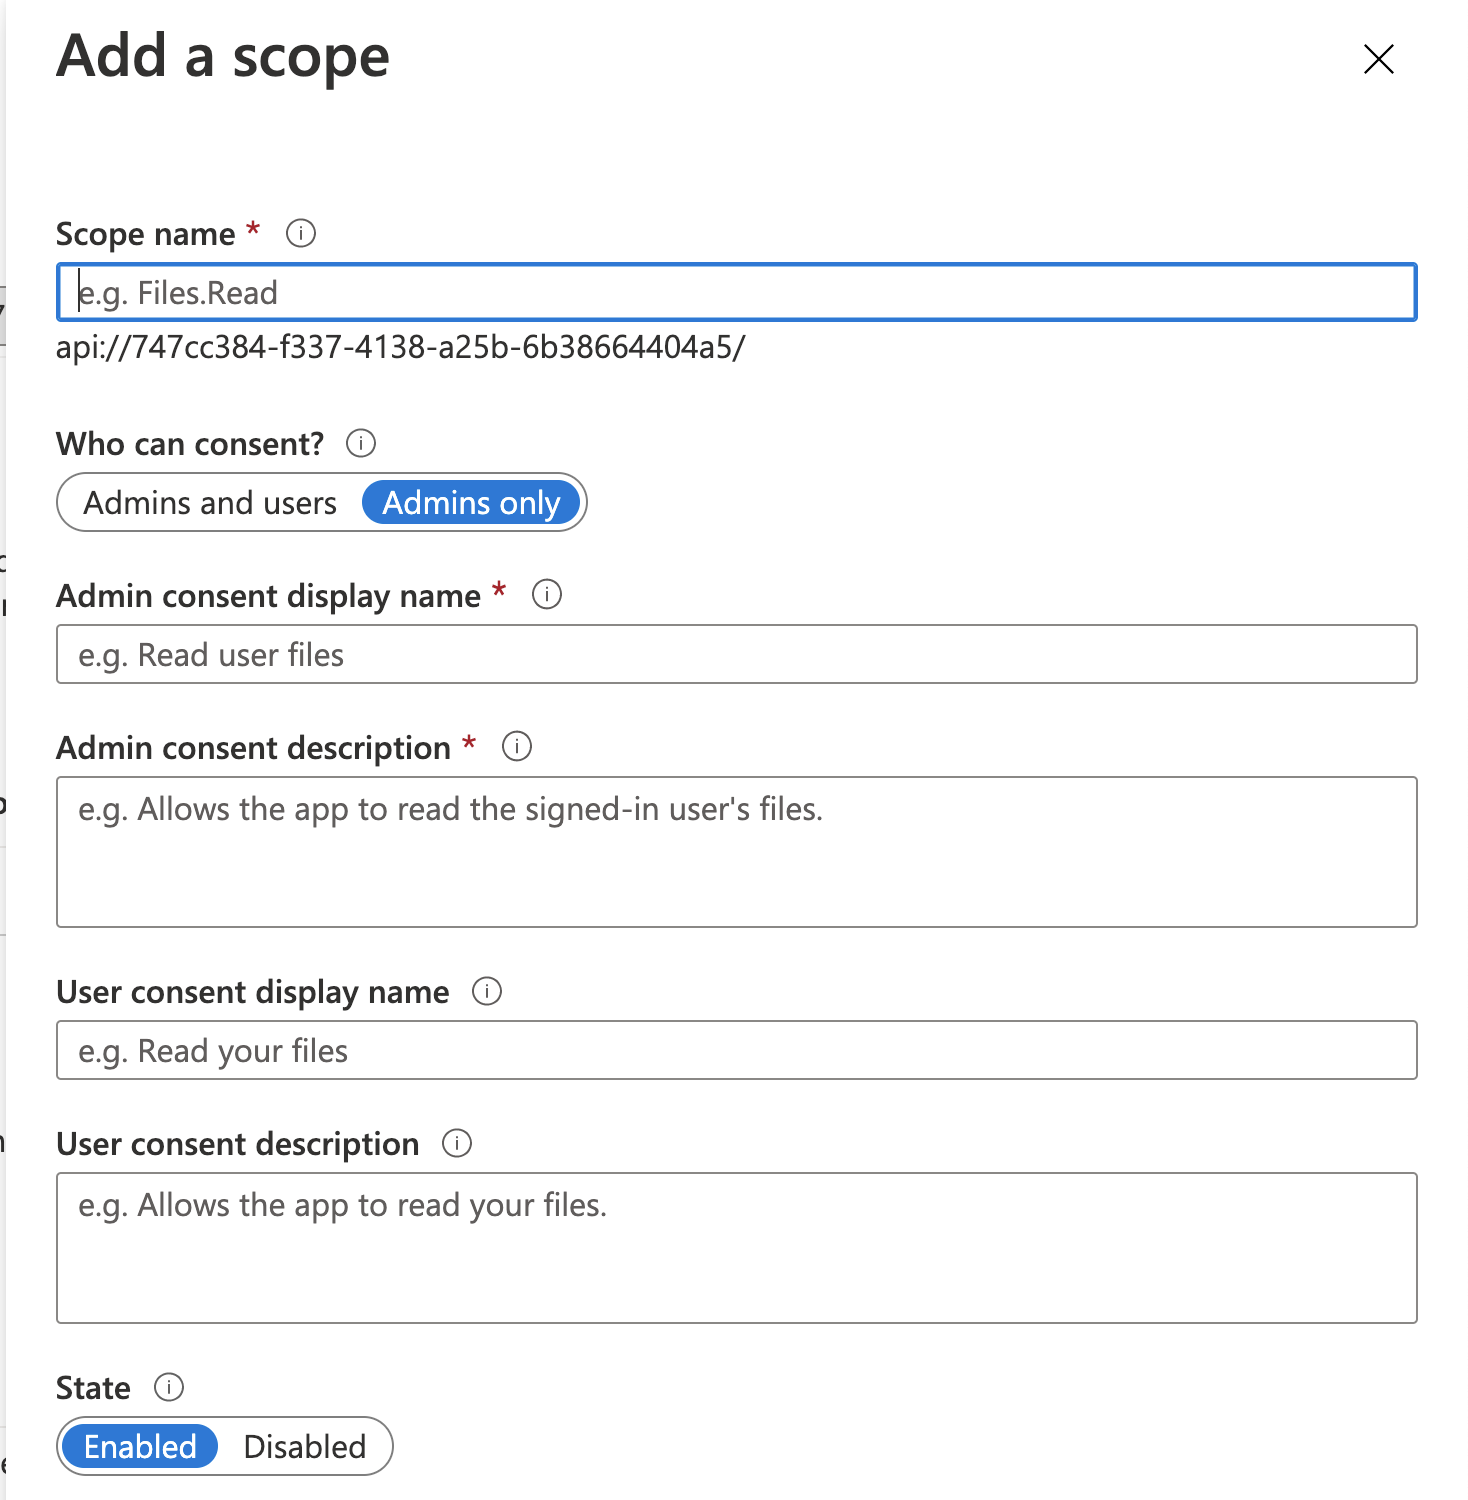 Add a scope
Scope name *
e.g. Files.Read
api://747cc384-f337-4138-a25b-6b38664404a5/
Who can consent?
Admins and users Admins only
Admin consent display name *
e.g. Read user files
Admin consent description *
e.g. Allows the app to read the signed-in user's files.
User consent display name
e.g. Read your files
User consent description
e.g. Allows the app to read your files.
State
Enabled Disabled